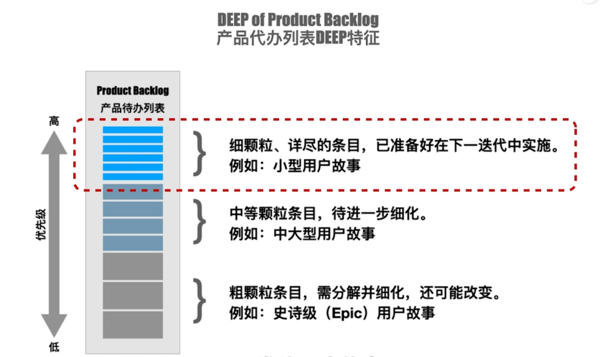 DEEP of Product Backlog
产品代办列表DEEP特征
Product Backlog
产品待办列表
高
细颗粒、详尽的条目，已准备好在下一迭代中实施。
例如：小型用户故事
优先级
中等颗粒条目，待进一步细化。
例如：中大型用户故事
粗颗粒条目，需分解并细化，还可能改变。
例如：史诗级（Epic）用户故事
低